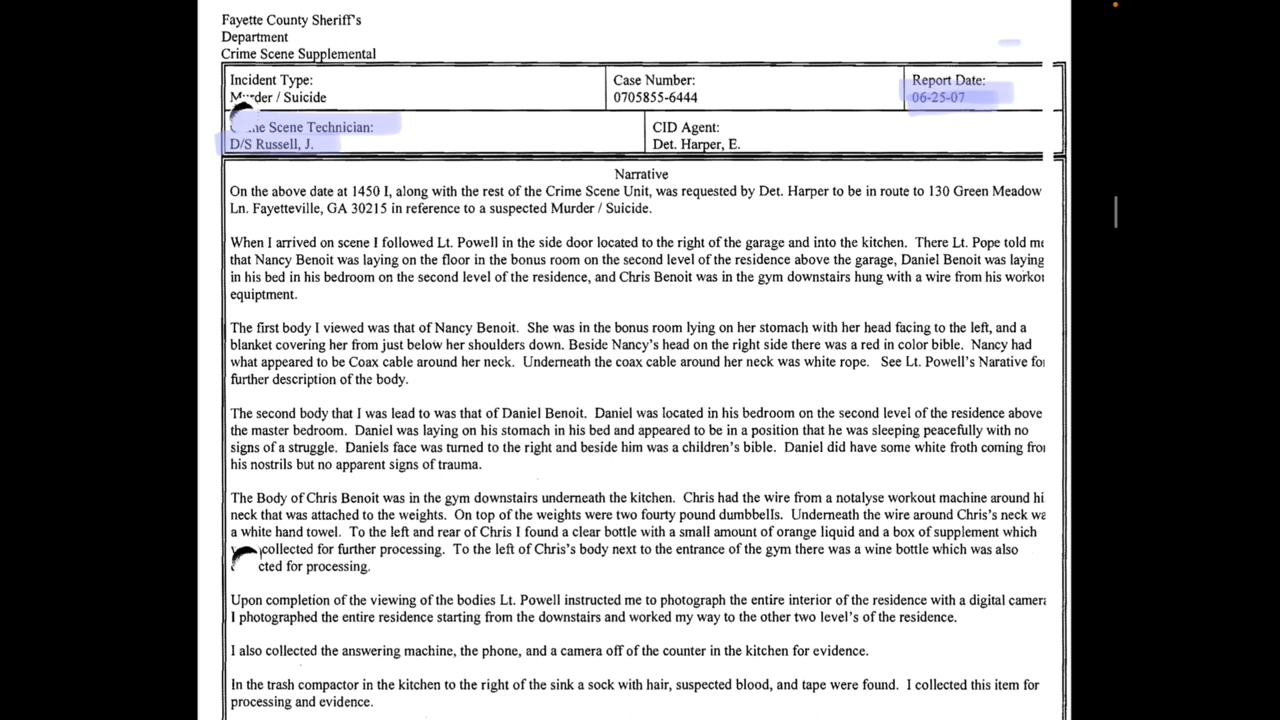 Fayette County Sheriff's
Department
Crime Scene Supplemental
Incident Type:
Murder / Suicide
Case Number:
0705855-6444
Report Date:
06-25-07
Scene Technician:
D/S Russell, J.
CID Agent:
Det. Harper, E.
Narrative
On the above date at 1450 I, along with the rest of the Crime Scene Unit, was requested by Det. Harper to be in route to 130 Green Meadow
Ln. Fayetteville, GA 30215 in reference to a suspected Murder / Suicide.
When I arrived on scene I followed Lt. Powell in the side door located to the right of the garage and into the kitchen. There Lt. Pope told me
that Nancy Benoit was laying on the floor in the bonus room on the second level of the residence above the garage, Daniel Benoit was laying
in his bed in his bedroom on the second level of the residence, and Chris Benoit was in the gym downstairs hung with a wire from his
equiptment.
The first body I viewed was that of Nancy Benoit. She was in the bonus room lying on her stomach with her head facing to the left, and a
blanket covering her from just below her shoulders down. Beside Nancy's head on the right side there was a red in color bible. Nancy had
what appeared to be Coax cable around her neck. Underneath the coax cable around her neck was white rope. See Lt. Powell's Narative for
further description of the body.
The second body that I was lead to was that of Daniel Benoit. Daniel was located in his bedroom on the second level of the residence above
the master bedroom. Daniel was laying on his stomach in his bed and appeared to be in a position that he was sleeping peacefully with no
signs of a struggle. Daniels face was turned to the right and beside him was a children's bible. Daniel did have some white froth coming
his nostrils but no apparent signs of trauma.
The Body of Chris Benoit was in the gym downstairs underneath the kitchen. Chris had the wire from a notalyse workout machine around
neck that was attached to the weights. On top of the weights were two fourty pound dumbbells. Underneath the wire around Chris's neck
a white hand towel. To the left and rear of Chris I found a clear bottle with a small amount of orange liquid and a box of supplement which
collected for further processing. To the left of Chris's body next to the entrance of the gym there was a wine bottle which was also
cted for processing.
Upon completion of the viewing of the bodies Lt. Powell instructed me to photograph the entire interior of the residence with a digital camera
I photographed the entire residence starting from the downstairs and worked my way to the other two level's of the residence.
I also collected the answering machine, the phone, and a camera off of the counter in the kitchen for evidence.
In the trash compactor in the kitchen to the right of the sink a sock with hair, suspected blood, and tape were found. I collected this item for
processing and evidence.